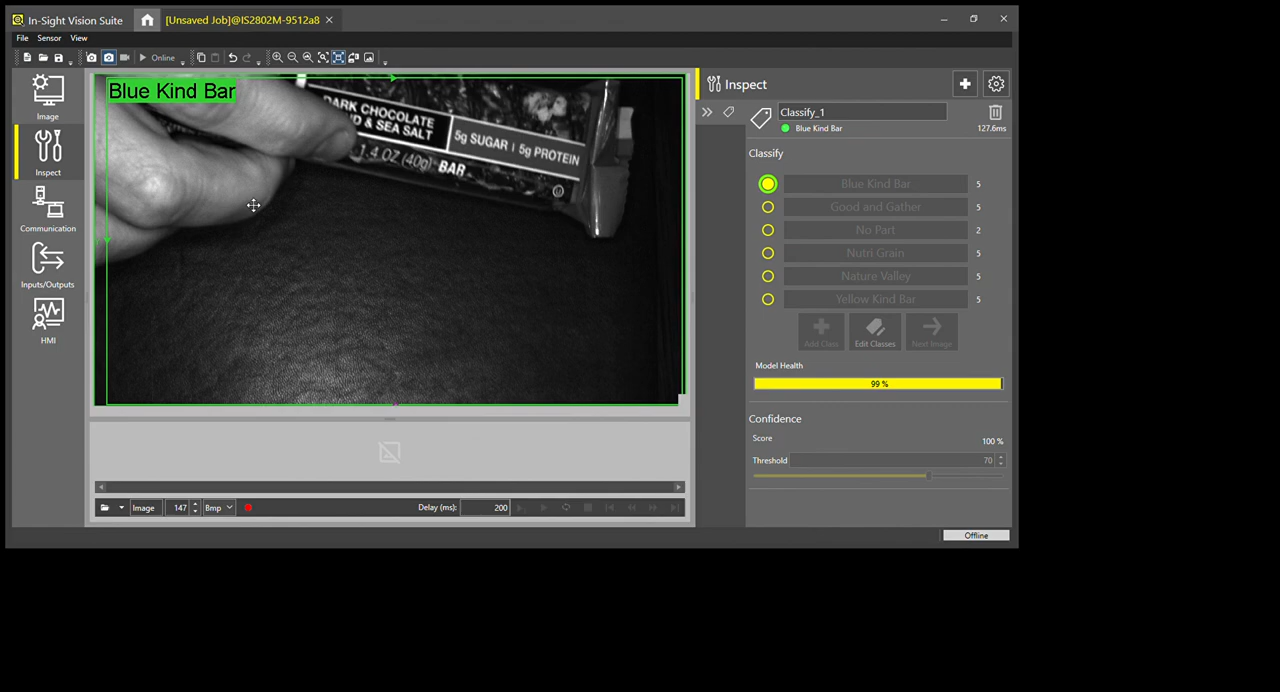 In-Sight Vision Suite
[Unsaved Job]@IS2802M-9512a8
File Sensor View
Online
Image
Inspect
Communication
Inputs/Outputs
HMI
Blue Kind Bar
DARK CHOCOLATE
& SEA SALT
5g SUGAR | 5g PROTEIN
1.4 OZ (40g) BAR
Image 147 Bmp
Delay (ms): 200
Inspect
Classify_1
Blue Kind Bar 127.6ms
Classify
Blue Kind Bar 5
Good and Gather 5
No Part 2
Nutri Grain 5
Nature Valley 5
Yellow Kind Bar 5
Add Class Edit Classes Next Image
Model Health
99 %
Confidence
Score 100 %
Threshold 70
Offline